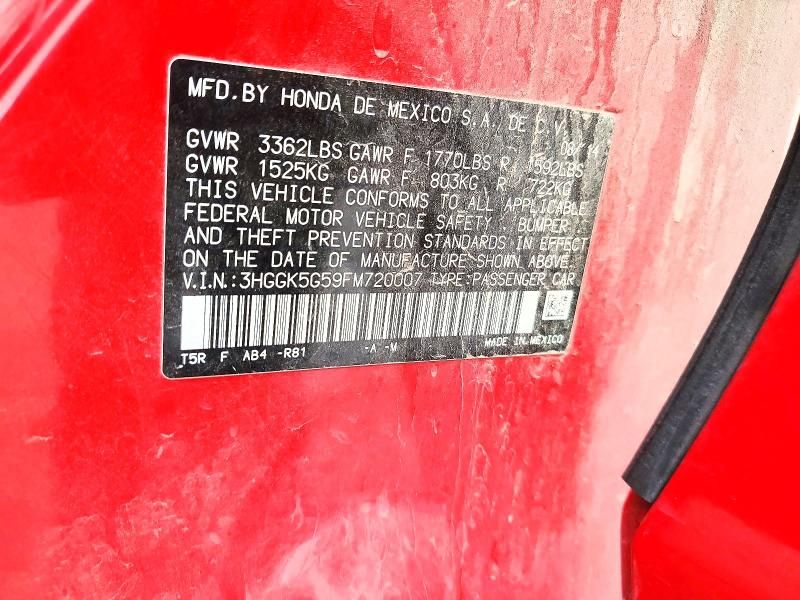 MFD. BY HONDA DE MEXICO S.A. DE C.V.
08/14
GVWR 3362LBS GAWR F 1770LBS R 1592LBS
GVWR 1525KG GAWR F 803KG R 722KG
THIS VEHICLE CONFORMS TO ALL APPLICABLE
FEDERAL MOTOR VEHICLE SAFETY, BUMPER,
AND THEFT PREVENTION STANDARDS IN EFFECT
ON THE DATE OF MANUFACTURE SHOWN ABOVE.
V.I.N.:3HGGK5G59FM720007 TYPE:PASSENGER CAR
T5R F AB4 -R81 -A -M MADE IN MEXICO